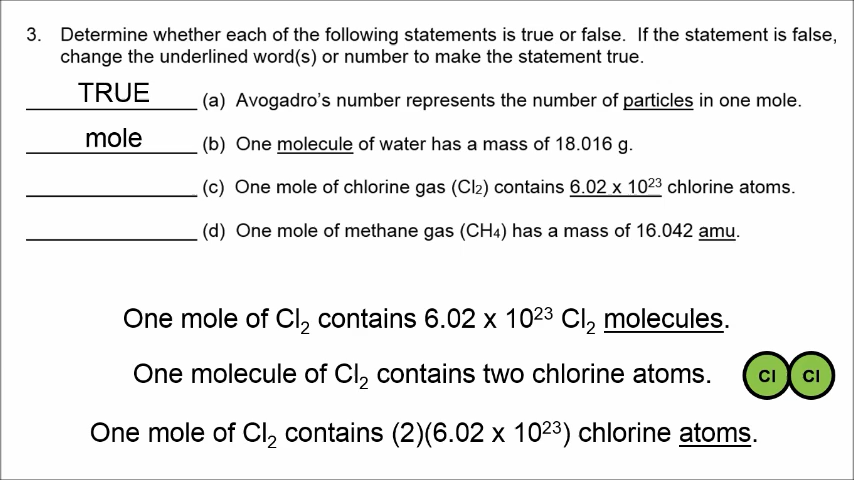 3. Determine whether each of the following statements is true or false. If the statement is false,
change the underlined word(s) or number to make the statement true.
TRUE (a) Avogadro's number represents the number of particles in one mole.
mole (b) One molecule of water has a mass of 18.016 g.
(c) One mole of chlorine gas (Cl₂) contains 6.02 x 10²³ chlorine atoms.
(d) One mole of methane gas (CH₄) has a mass of 16.042 amu.
One mole of Cl₂ contains 6.02 x 10²³ Cl₂ molecules.
One molecule of Cl₂ contains two chlorine atoms.
Cl Cl
One mole of Cl₂ contains (2)(6.02 x 10²³) chlorine atoms.